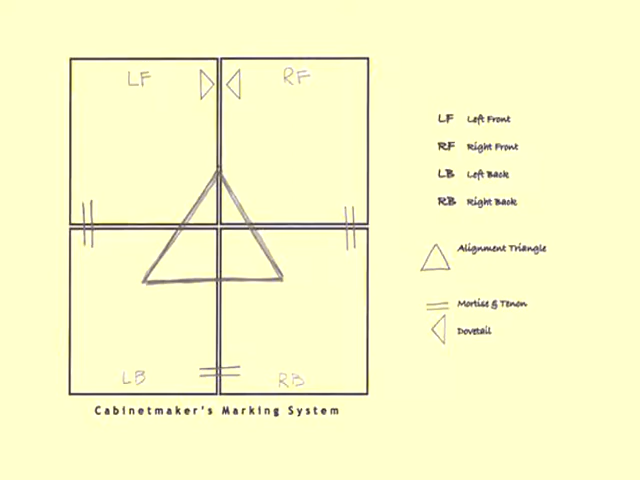 LF
RF
LB
RB
Cabinetmaker's Marking System
LF Left Front
RF Right Front
LB Left Back
RB Right Back
Alignment Triangle
Mortise & Tenon
Dovetail